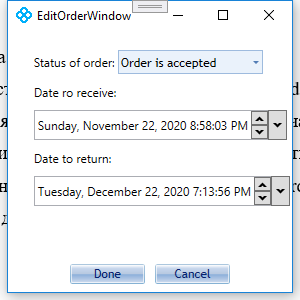 EditOrderWindow
Status of order: Order is accepted
Date ro receive:
Sunday, November 22, 2020 8:58:03 PM
Date to return:
Tuesday, December 22, 2020 7:13:56 PM
Done Cancel